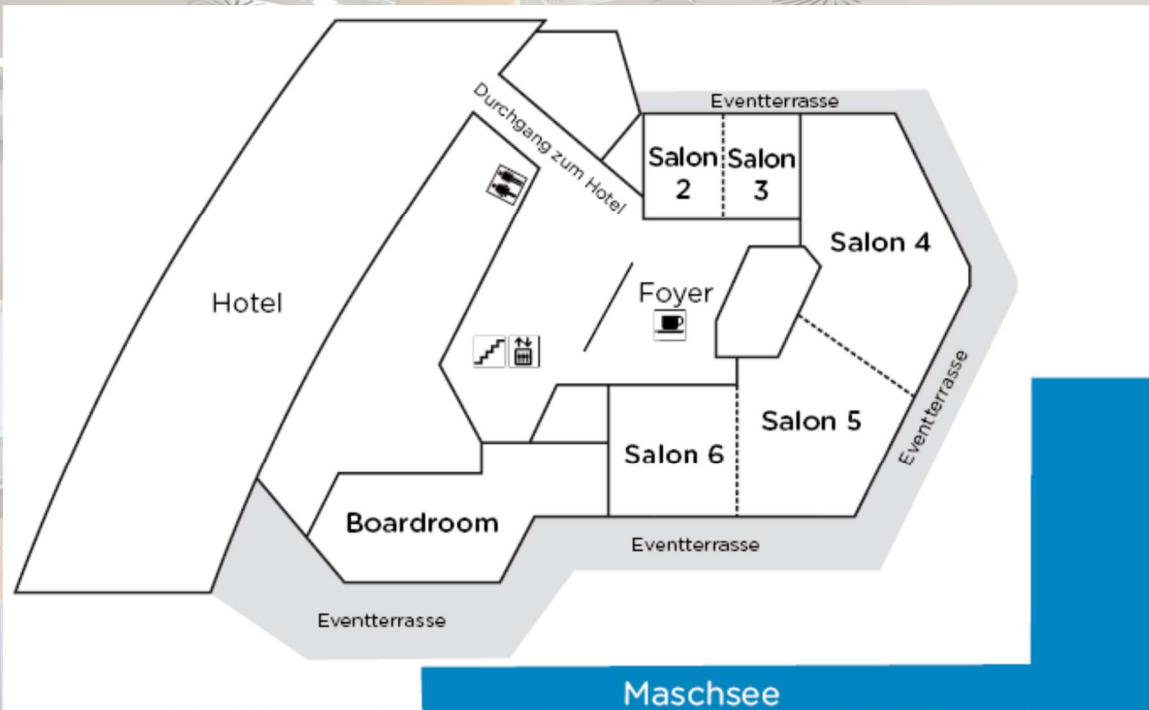 Eventterrasse
Durchgang zum Hotel
Salon
2
Salon
3
Salon 4
Hotel
Foyer
Eventterrasse
Salon 5
Salon 6
Boardroom
Eventterrasse
Eventterrasse
Maschsee